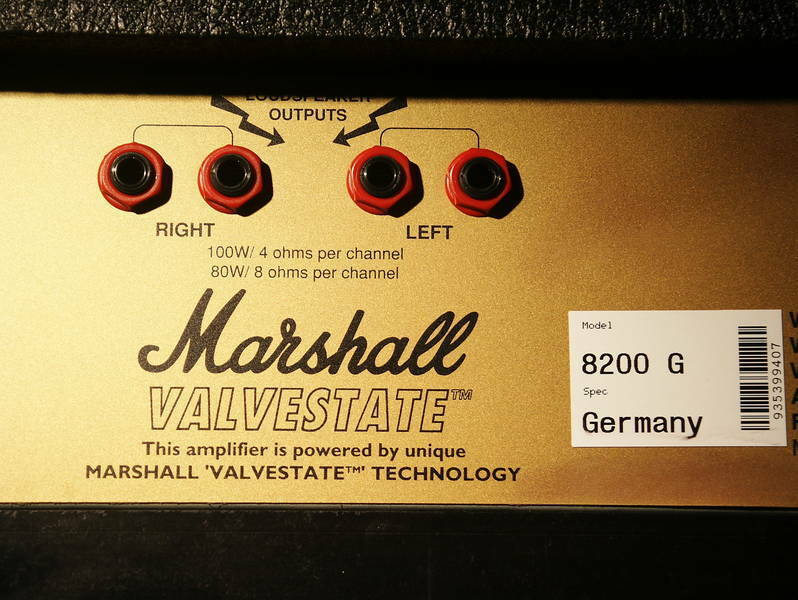 LOUDSPEAKER
OUTPUTS
RIGHT
LEFT
100W/ 4 ohms per channel
80W/ 8 ohms per channel
Marshall
VALVESTATE™
This amplifier is powered by unique
MARSHALL 'VALVESTATE™' TECHNOLOGY
Model
8200 G
Spec
Germany
935399407